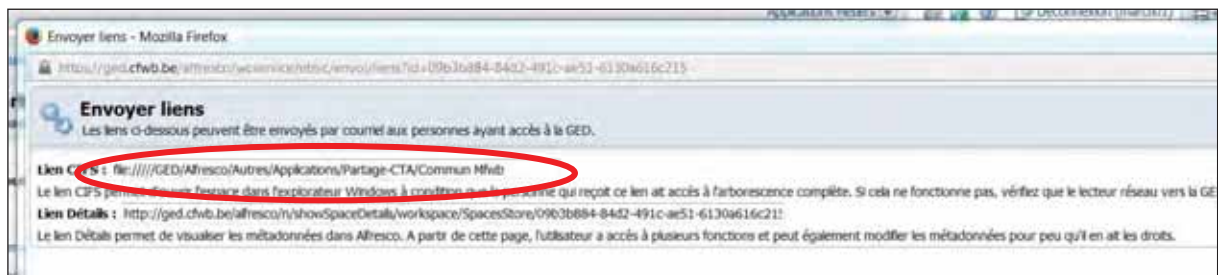 Applications Métiers Déconnexion (marcki01)
Envoyer liens - Mozilla Firefox
https://ged.cfwb.be/alfresco/wcservice/ntic/envoyliens?id=09b3b884-84d2-491c-ae51-6130a616c215
Envoyer liens
Les liens ci-dessous peuvent être envoyés par courriel aux personnes ayant accès à la GED.
Lien CIFS : file://///GED/Alfresco/Autres/Applications/Partage-CTA/Commun Mfwb
Le lien CIFS permet d'ouvrir l'espace dans l'explorateur Windows à condition que la personne qui reçoit ce lien ait accès à l'arborescence complète. Si cela ne fonctionne pas, vérifiez que le lecteur réseau vers la GE
Lien Détails : http://ged.cfwb.be/alfresco/n/showSpaceDetails/workspace/SpacesStore/09b3b884-84d2-491c-ae51-6130a616c215
Le lien Détails permet de visualiser les métadonnées dans Alfresco. A partir de cette page, l'utilisateur a accès à plusieurs fonctions et peut également modifier les métadonnées pour peu qu'il en ait les droits.